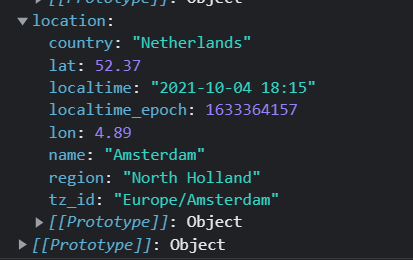 [[Prototype]]: Object
location:
country: "Netherlands"
lat: 52.37
localtime: "2021-10-04 18:15"
localtime_epoch: 1633364157
lon: 4.89
name: "Amsterdam"
region: "North Holland"
tz_id: "Europe/Amsterdam"
[[Prototype]]: Object
[[Prototype]]: Object